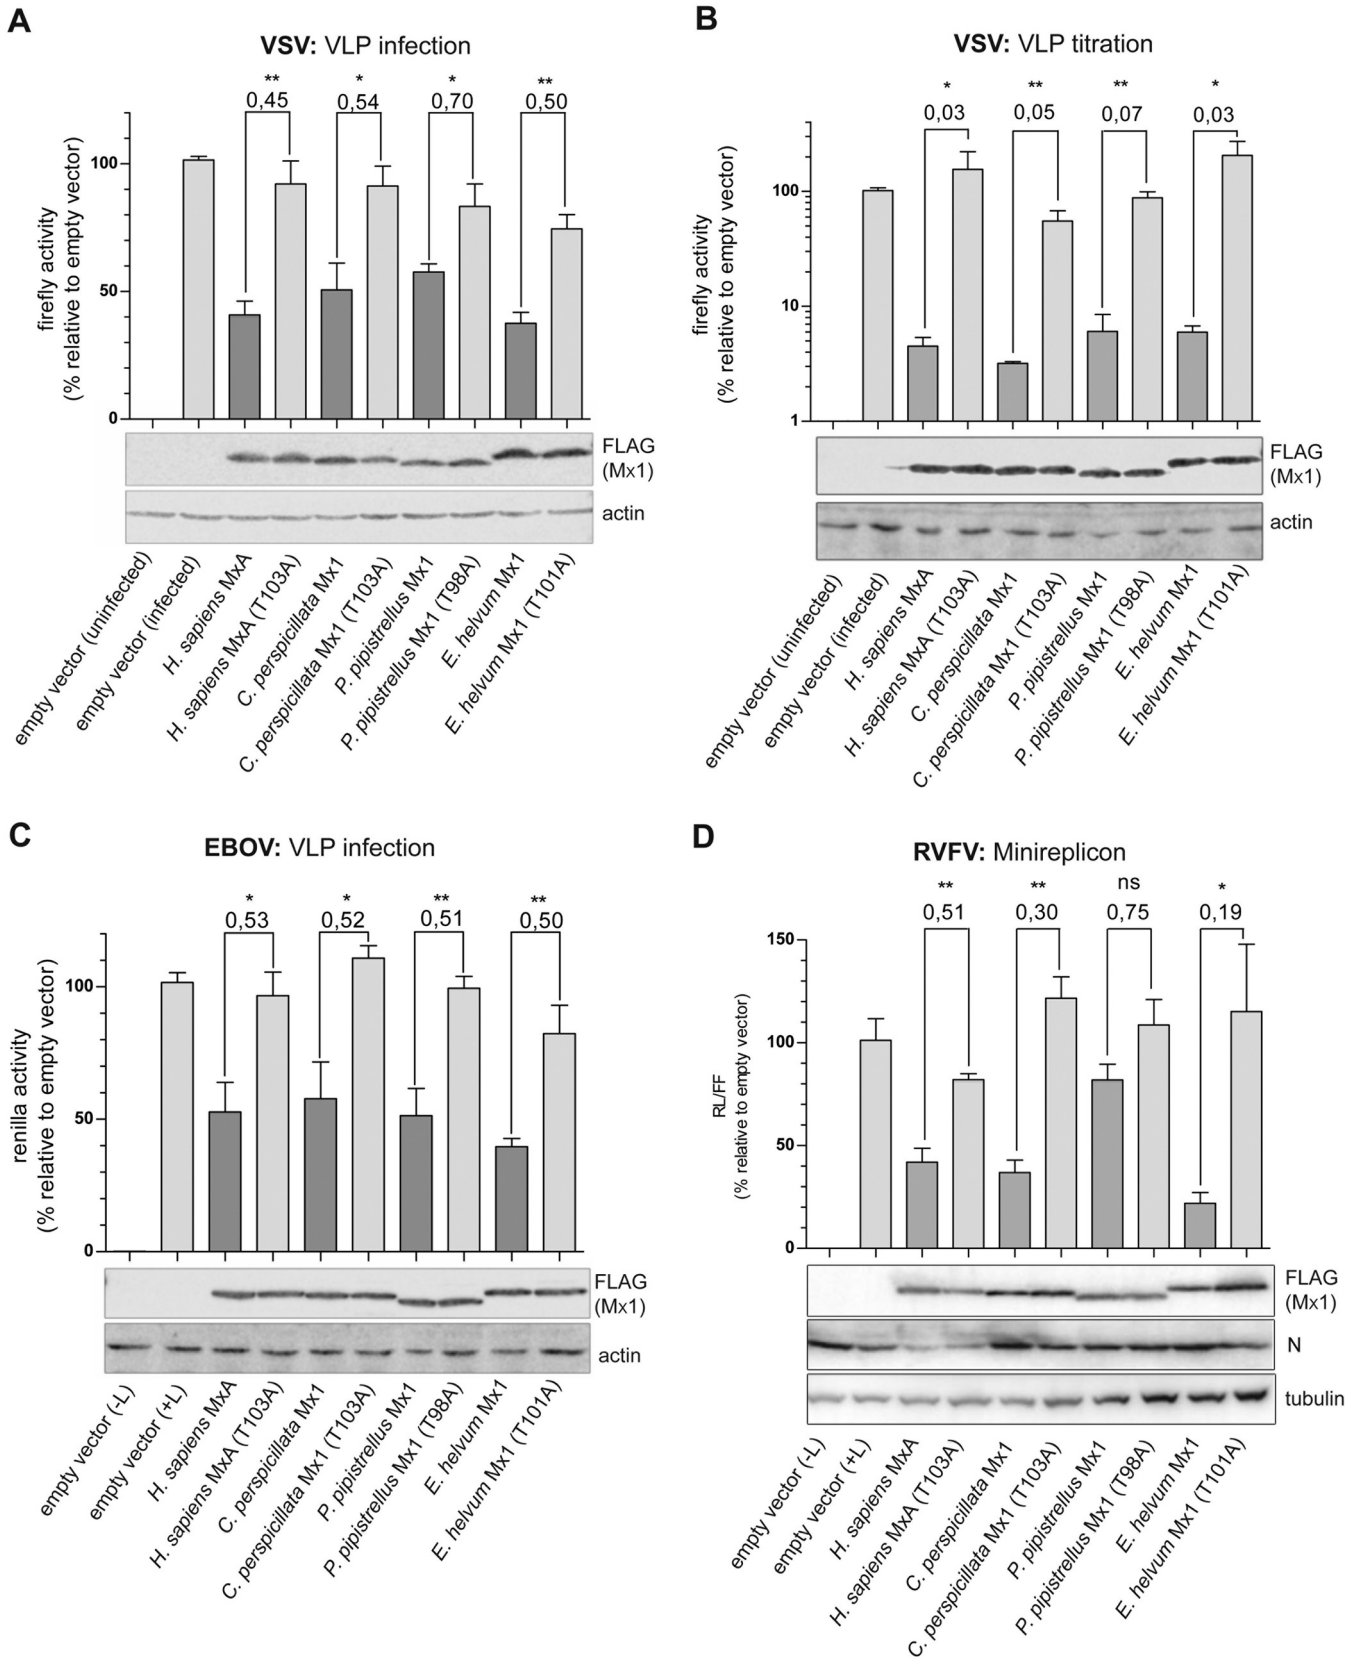 A
VSV: VLP infection
** * * **
0,45 0,54 0,70 0,50
firefly activity
(% relative to empty vector)
100
50
0
FLAG
(Mx1)
actin
empty vector (uninfected)
empty vector (infected)
H. sapiens MxA
H. sapiens MxA (T103A)
C. perspicillata Mx1
C. perspicillata Mx1 (T103A)
P. pipistrellus Mx1
P. pipistrellus Mx1 (T98A)
E. helvum Mx1
E. helvum Mx1 (T101A)
B
VSV: VLP titration
* ** ** *
0,03 0,05 0,07 0,03
firefly activity
(% relative to empty vector)
100
10
1
FLAG
(Mx1)
actin
empty vector (uninfected)
empty vector (infected)
H. sapiens MxA
H. sapiens MxA (T103A)
C. perspicillata Mx1
C. perspicillata Mx1 (T103A)
P. pipistrellus Mx1
P. pipistrellus Mx1 (T98A)
E. helvum Mx1
E. helvum Mx1 (T101A)
C
EBOV: VLP infection
* * ** **
0,53 0,52 0,51 0,50
renilla activity
(% relative to empty vector)
100
50
0
FLAG
(Mx1)
actin
empty vector (-L)
empty vector (+L)
H. sapiens MxA
H. sapiens MxA (T103A)
C. perspicillata Mx1
C. perspicillata Mx1 (T103A)
P. pipistrellus Mx1
P. pipistrellus Mx1 (T98A)
E. helvum Mx1
E. helvum Mx1 (T101A)
D
RVFV: Minireplicon
** ** ns *
0,51 0,30 0,75 0,19
RL/FF
(% relative to empty vector)
150
100
50
0
FLAG
(Mx1)
N
tubulin
empty vector (-L)
empty vector (+L)
H. sapiens MxA
H. sapiens MxA (T103A)
C. perspicillata Mx1
C. perspicillata Mx1 (T103A)
P. pipistrellus Mx1
P. pipistrellus Mx1 (T98A)
E. helvum Mx1
E. helvum Mx1 (T101A)